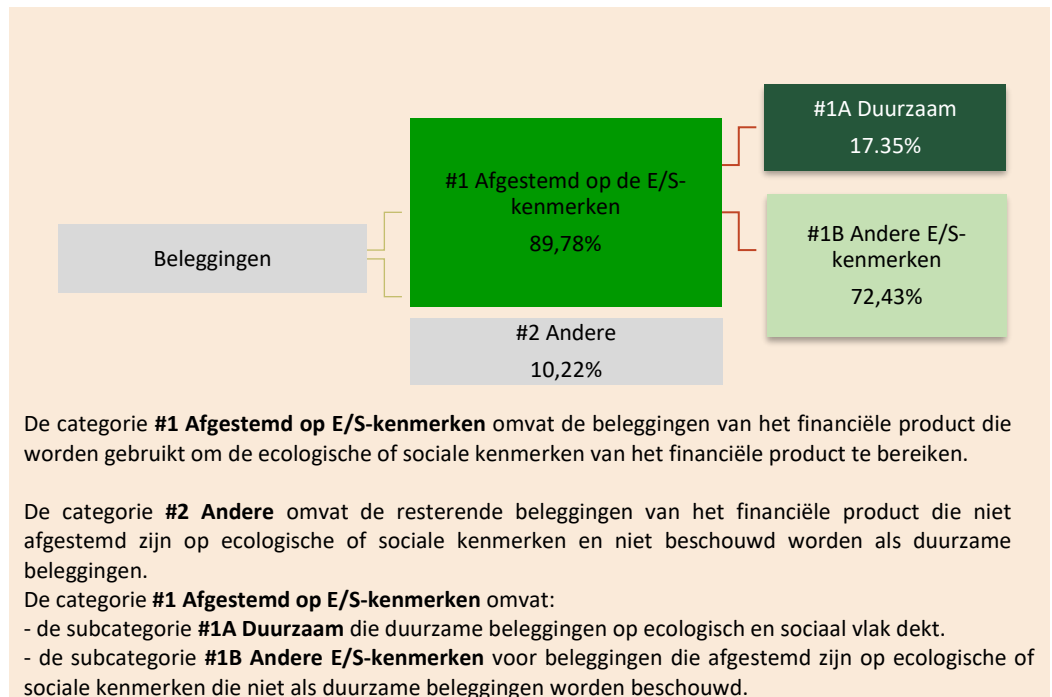 #1A Duurzaam
17.35%
#1 Afgestemd op de E/S-
kenmerken
89,78%
#1B Andere E/S-
kenmerken
72,43%
Beleggingen
#2 Andere
10,22%
De categorie #1 Afgestemd op E/S-kenmerken omvat de beleggingen van het financiële product die
worden gebruikt om de ecologische of sociale kenmerken van het financiële product te bereiken.
De categorie #2 Andere omvat de resterende beleggingen van het financiële product die niet
afgestemd zijn op ecologische of sociale kenmerken en niet beschouwd worden als duurzame
beleggingen.
De categorie #1 Afgestemd op E/S-kenmerken omvat:
- de subcategorie #1A Duurzaam die duurzame beleggingen op ecologisch en sociaal vlak dekt.
- de subcategorie #1B Andere E/S-kenmerken voor beleggingen die afgestemd zijn op ecologische of
sociale kenmerken die niet als duurzame beleggingen worden beschouwd.